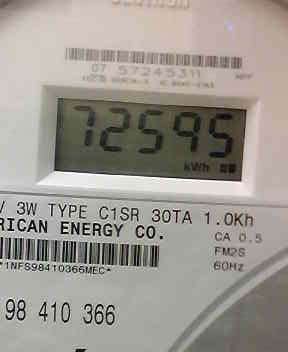 07 57245311
72595
kWh
/ 3W TYPE C1SR 30TA 1.0Kh
RICAN ENERGY CO. CA 0.5
FM2S
*1NFS98410366MEC* 60Hz
98 410 366